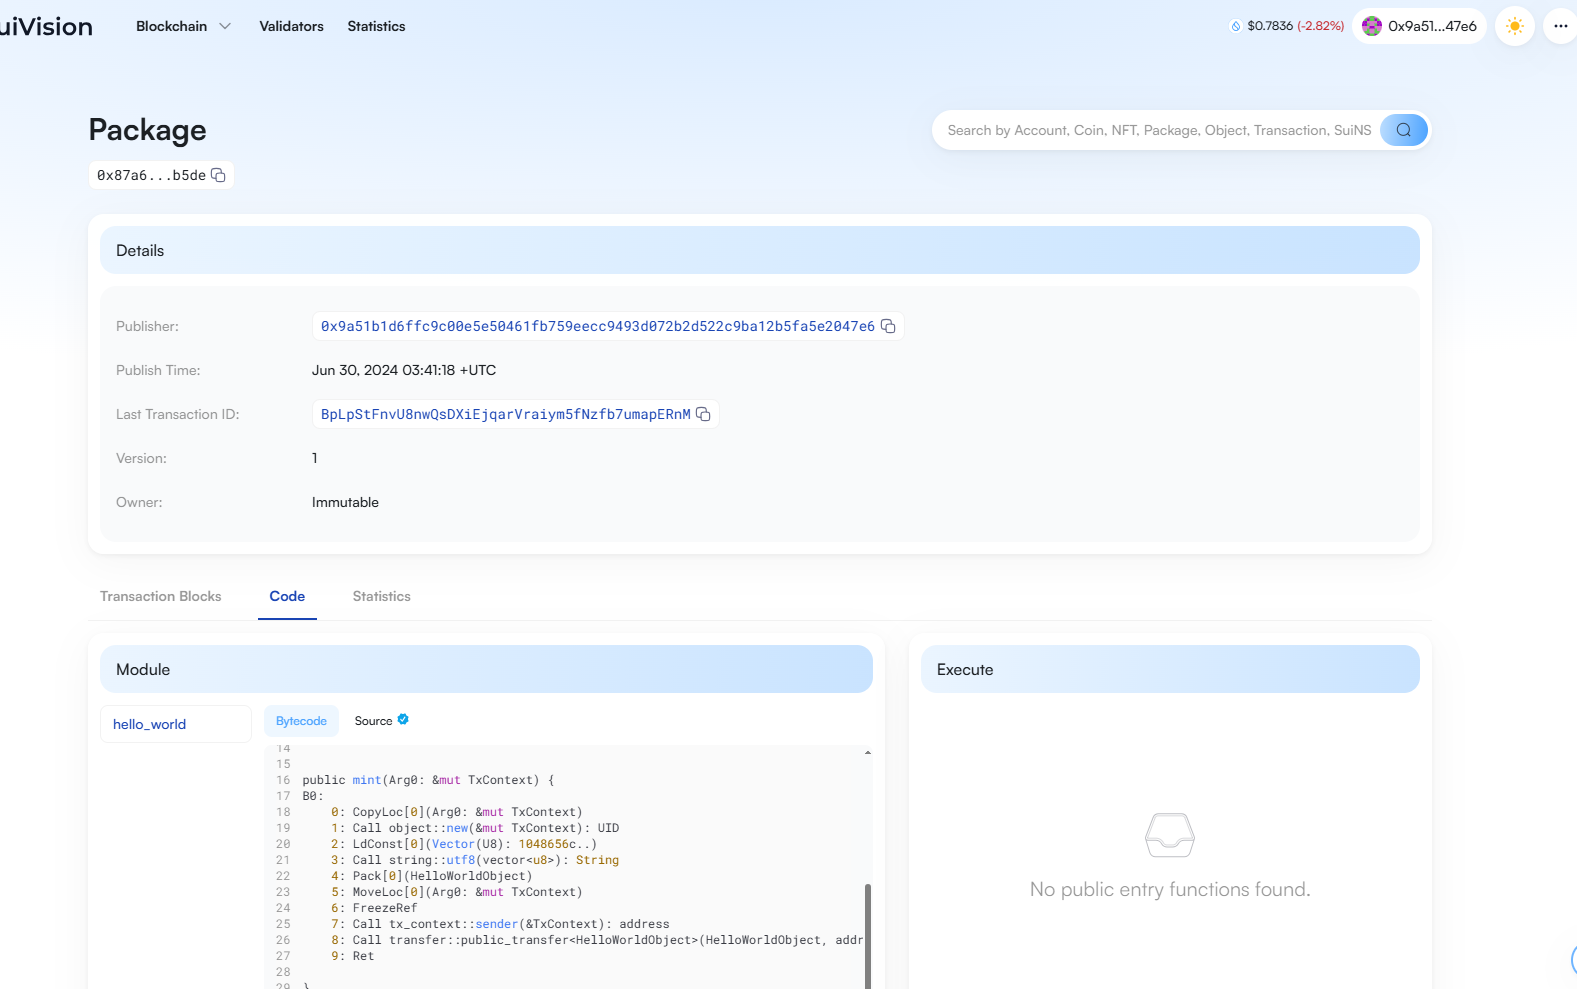 uiVision
Blockchain
Validators
Statistics
$0.7836 (-2.82%)
0x9a51...47e6
Package
Search by Account, Coin, NFT, Package, Object, Transaction, SuiNS
0x87a6...b5de
Details
Publisher:
0x9a51b1d6ffc9c00e5e50461fb759eecc9493d072b2d522c9ba12b5fa5e2047e6
Publish Time:
Jun 30, 2024 03:41:18 +UTC
Last Transaction ID:
BpLpStFnvU8nwQsDXiEjqarVraiym5fNzfb7umapERnM
Version:
1
Owner:
Immutable
Transaction Blocks
Code
Statistics
Module
hello_world
Bytecode
Source
14
15
16 public mint(Arg0: &mut TxContext) {
17 B0:
18 0: CopyLoc[0](Arg0: &mut TxContext)
19 1: Call object::new(&mut TxContext): UID
20 2: LdConst[0](Vector(U8): 1048656c..)
21 3: Call string::utf8(vector<u8>): String
22 4: Pack[0](HelloWorldObject)
23 5: MoveLoc[0](Arg0: &mut TxContext)
24 6: FreezeRef
25 7: Call tx_context::sender(&TxContext): address
26 8: Call transfer::public_transfer<HelloWorldObject>(HelloWorldObject, addr
27 9: Ret
28
29 }
Execute
No public entry functions found.